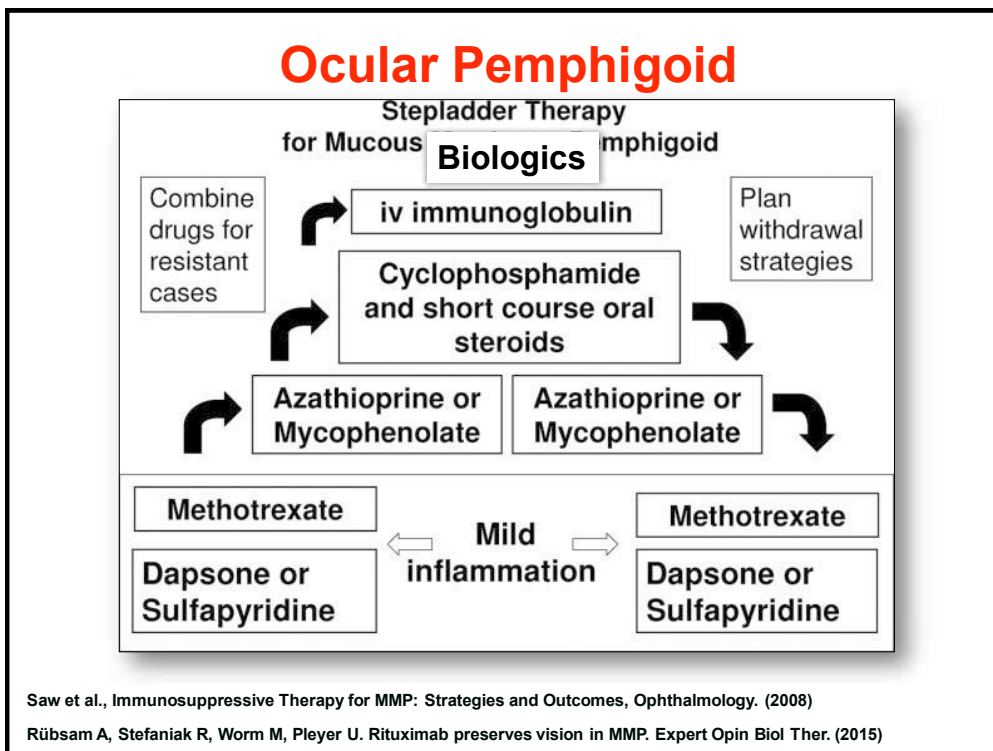 Ocular Pemphigoid
Stepladder Therapy
for Mucous Pemphigoid
Biologics
Combine
drugs for
resistant
cases
iv immunoglobulin
Plan
withdrawal
strategies
Cyclophosphamide
and short course oral
steroids
Azathioprine or
Mycophenolate
Azathioprine or
Mycophenolate
Methotrexate
Mild
inflammation
Methotrexate
Dapsone or
Sulfapyridine
Dapsone or
Sulfapyridine
Saw et al., Immunosuppressive Therapy for MMP: Strategies and Outcomes, Ophthalmology. (2008)
Rübsam A, Stefaniak R, Worm M, Pleyer U. Rituximab preserves vision in MMP. Expert Opin Biol Ther. (2015)